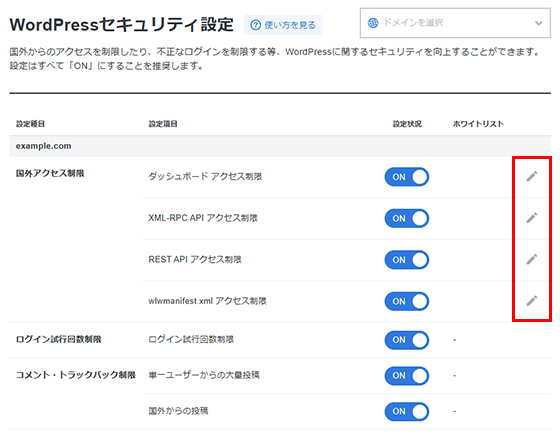 WordPressセキュリティ設定 使い方を見る ドメインを選択
国外からのアクセスを制限したり、不正なログインを制限する等、WordPressに関するセキュリティを向上することができます。
設定はすべて「ON」にすることを推奨します。
設定種目 設定項目 設定状況 ホワイトリスト
example.com
国外アクセス制限 ダッシュボード アクセス制限 ON
XML-RPC API アクセス制限 ON
REST API アクセス制限 ON
wlwmanifest.xml アクセス制限 ON
ログイン試行回数制限 ログイン試行回数制限 ON -
コメント・トラックバック制限 単一ユーザーからの大量投稿 ON -
国外からの投稿 ON -